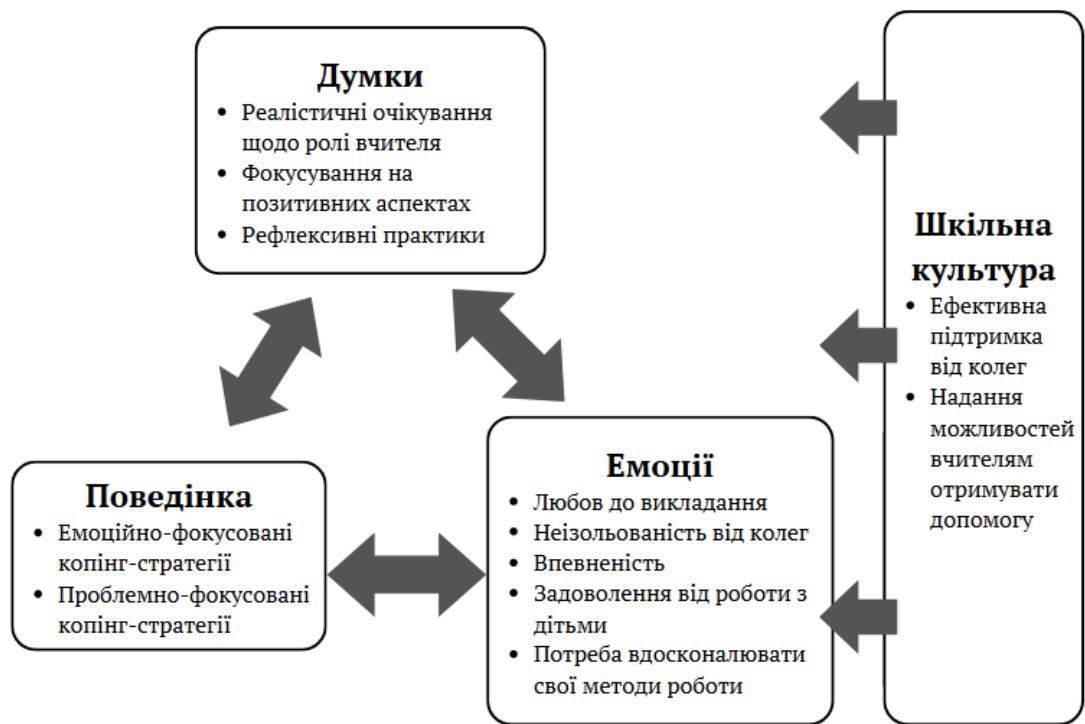 Думки
• Реалістичні очікування
щодо ролі вчителя
• Фокусування на
позитивних аспектах
• Рефлексивні практики
Поведінка
• Емоційно-фокусовані
копінг-стратегії
• Проблемно-фокусовані
копінг-стратегії
Емоції
• Любов до викладання
• Неізольованість від колег
• Впевненість
• Задоволення від роботи з
дітьми
• Потреба вдосконалювати
свої методи роботи
Шкільна
культура
• Ефективна
підтримка
від колег
• Надання
можливостей
вчителям
отримувати
допомогу